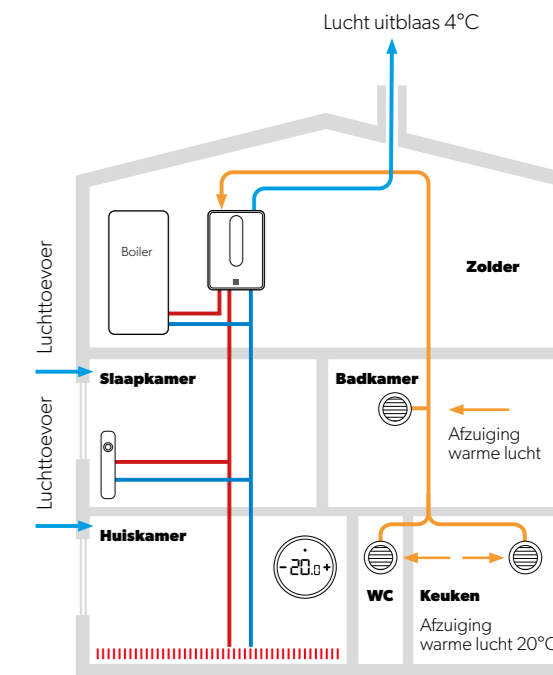 Lucht uitblaas 4°C
Boiler
Zolder
Luchttoevoer
Slaapkamer
Badkamer
Afzuiging
warme lucht
Luchttoevoer
Huiskamer
-20.0+
WC
Keuken
Afzuiging
warme lucht 20°C